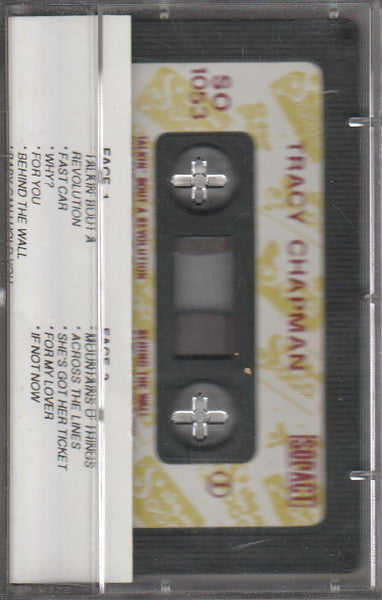 FACE 1
• TALKIN' BOUT A
REVOLUTION
• FAST CAR
• WHY?
• FOR YOU
• BEHIND THE WALL
FACE 2
• MOUNTAINS O' THINGS
• ACROSS THE LINES
• SHE'S GOT HER TICKET
• FOR MY LOVER
• IF NOT NOW
TRACY CHAPMAN
SO
1053
SOPACT
TALKIN' BOUT A REVOLUTION
BEHIND THE WALL